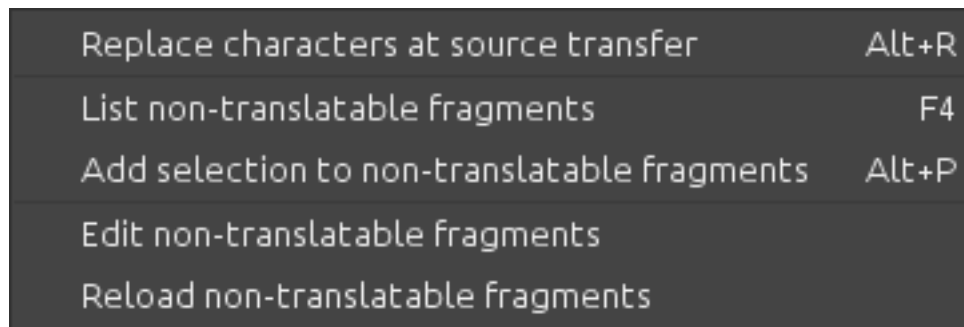 Replace characters at source transfer Alt+R
List non-translatable fragments F4
Add selection to non-translatable fragments Alt+P
Edit non-translatable fragments
Reload non-translatable fragments